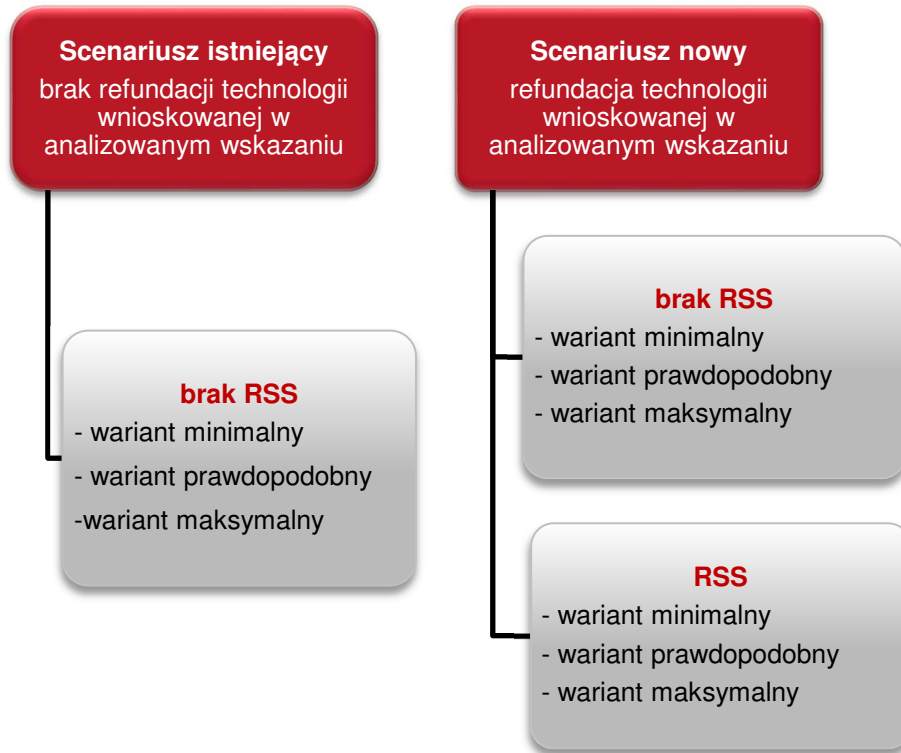 Scenariusz istniejący
brak refundacji technologii
wnioskowanej w
analizowanym wskazaniu
brak RSS
- wariant minimalny
- wariant prawdopodobny
-wariant maksymalny
Scenariusz nowy
refundacja technologii
wnioskowanej w
analizowanym wskazaniu
brak RSS
- wariant minimalny
- wariant prawdopodobny
- wariant maksymalny
RSS
- wariant minimalny
- wariant prawdopodobny
- wariant maksymalny